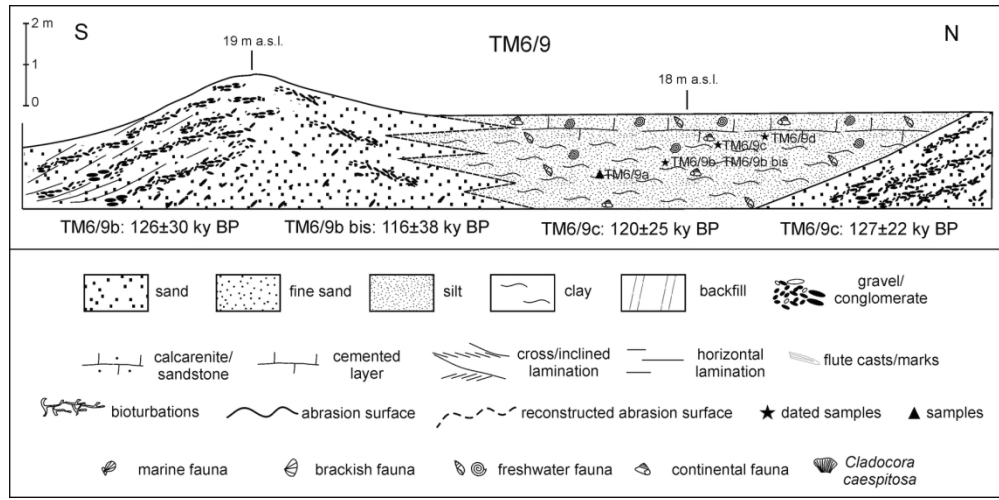 2 m
S
TM6/9
N
19 m a.s.l.
18 m a.s.l.
1
0
TM6/9d
TM6/9c
TM6/9b TM6/9b bis
TM6/9a
TM6/9b: 126±30 ky BP TM6/9b bis: 116±38 ky BP TM6/9c: 120±25 ky BP TM6/9c: 127±22 ky BP
sand fine sand silt clay backfill gravel/
conglomerate
calcarenite/
sandstone
cemented
layer
cross/inclined
lamination
horizontal
lamination
flute casts/marks
bioturbations abrasion surface reconstructed abrasion surface dated samples samples
marine fauna brackish fauna freshwater fauna continental fauna Cladocora
caespitosa